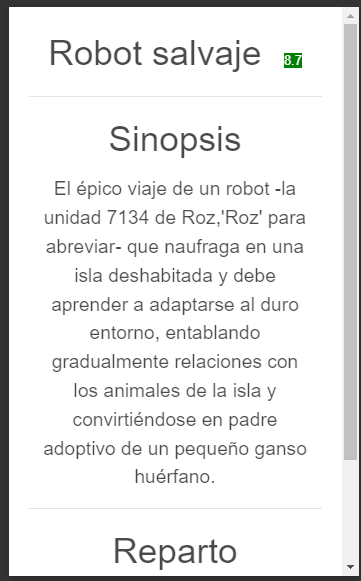 Robot salvaje 8.7
Sinopsis
El épico viaje de un robot -la
unidad 7134 de Roz,'Roz' para
abreviar- que naufraga en una
isla deshabitada y debe
aprender a adaptarse al duro
entorno, entablando
gradualmente relaciones con
los animales de la isla y
convirtiéndose en padre
adoptivo de un pequeño ganso
huérfano.
Reparto